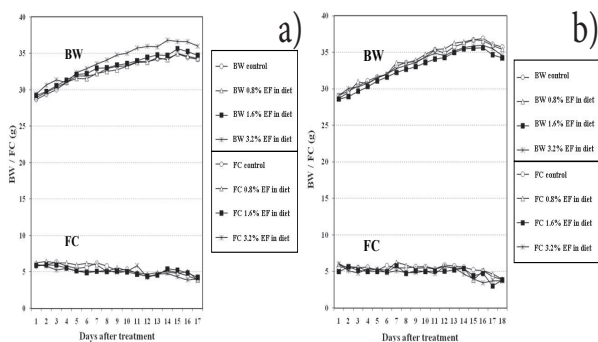 a)
BW / FC (g)
40
35
30
25
20
15
10
5
0
BW
FC
1 2 3 4 5 6 7 8 9 10 11 12 13 14 15 16 17
Days after treatment
BW control
BW 0.8% EF in diet
BW 1.6% EF in diet
BW 3.2% EF in diet
FC control
FC 0.8% EF in diet
FC 1.6% EF in diet
FC 3.2% EF in diet
b)
40
35
30
25
20
15
10
5
0
BW
FC
1 2 3 4 5 6 7 8 9 10 11 12 13 14 15 16 17 18
Days after treatment
BW control
BW 0.8% EF in diet
BW 1.6% EF in diet
BW 3.2% EF in diet
FC control
FC 0.8% EF in diet
FC 1.6% EF in diet
FC 3.2% EF in diet